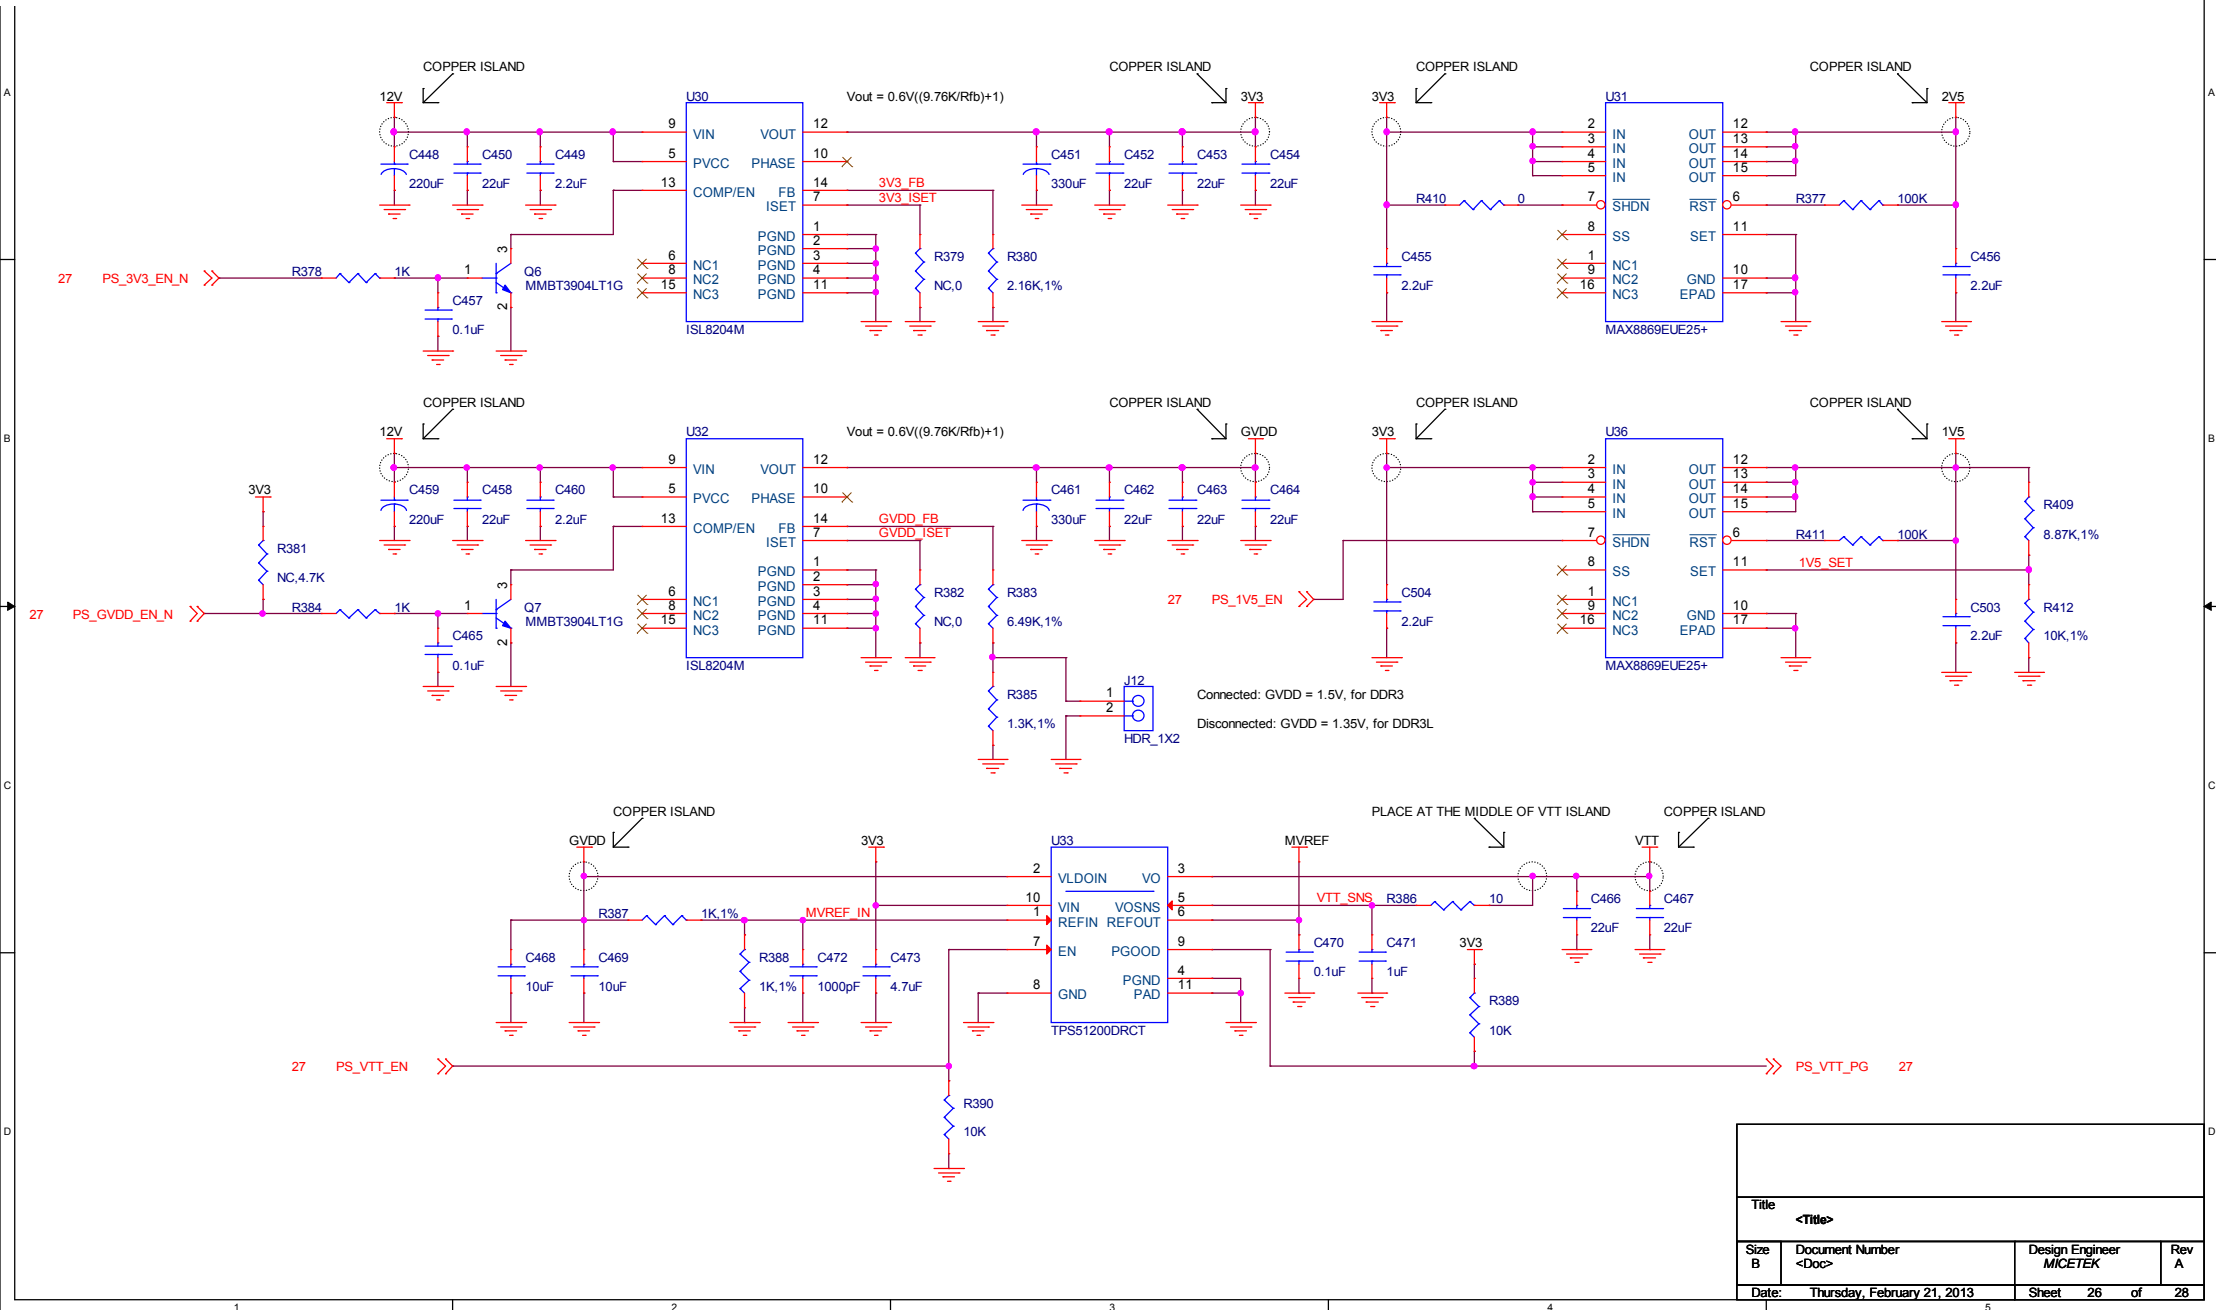 COPPER ISLAND
COPPER ISLAND
COPPER ISLAND
COPPER ISLAND
12V
U30
Vout = 0.6V((9.76K/Rfb)+1)
3V3
3V3
U31
2V5
9 VIN VOUT 12
5 PVCC PHASE 10
13 COMP/EN FB 14 3V3_FB
ISET 7 3V3_ISET
PGND 1
PGND 2
6 NC1 PGND 3
8 NC2 PGND 4
15 NC3 PGND 11
ISL8204M
C448 220uF
C450 22uF
C449 2.2uF
C451 330uF
C452 22uF
C453 22uF
C454 22uF
27 PS_3V3_EN_N
R378 1K
1 3 2
Q6
MMBT3904LT1G
C457
0.1uF
R379
NC,0
R380
2.16K,1%
2 IN OUT 12
3 IN OUT 13
4 IN OUT 14
5 IN OUT 15
R410 0
7 SHDN RST 6
R377 100K
8 SS SET 11
1 NC1
9 NC2 GND 10
16 NC3 EPAD 17
MAX8869EUE25+
C455
2.2uF
C456
2.2uF
COPPER ISLAND
COPPER ISLAND
COPPER ISLAND
COPPER ISLAND
12V
U32
Vout = 0.6V((9.76K/Rfb)+1)
GVDD
3V3
U36
1V5
9 VIN VOUT 12
5 PVCC PHASE 10
13 COMP/EN FB 14 GVDD_FB
ISET 7 GVDD_ISET
PGND 1
PGND 2
6 NC1 PGND 3
8 NC2 PGND 4
15 NC3 PGND 11
ISL8204M
C459 220uF
C458 22uF
C460 2.2uF
C461 330uF
C462 22uF
C463 22uF
C464 22uF
3V3
R381
NC,4.7K
27 PS_GVDD_EN_N
R384 1K
1 3 2
Q7
MMBT3904LT1G
C465
0.1uF
R382
NC,0
R383
6.49K,1%
R385
1.3K,1%
J12
1
2
HDR_1X2
Connected: GVDD = 1.5V, for DDR3
Disconnected: GVDD = 1.35V, for DDR3L
2 IN OUT 12
3 IN OUT 13
4 IN OUT 14
5 IN OUT 15
7 SHDN RST 6
R411 100K
8 SS SET 11 1V5_SET
1 NC1
9 NC2 GND 10
16 NC3 EPAD 17
MAX8869EUE25+
27 PS_1V5_EN
C504
2.2uF
C503
2.2uF
R409
8.87K,1%
R412
10K,1%
COPPER ISLAND
PLACE AT THE MIDDLE OF VTT ISLAND
COPPER ISLAND
GVDD
3V3
U33
MVREF
VTT
2 VLDOIN VO 3
10 VIN VOSNS 5 VTT_SNS
1 REFIN REFOUT 6
7 EN PGOOD 9
PGND 4
8 GND PAD 11
TPS51200DRCT
R387 1K,1%
MVREF_IN
R386 10
C466
22uF
C467
22uF
C468
10uF
C469
10uF
R388
1K,1%
C472
1000pF
C473
4.7uF
C470
0.1uF
C471
1uF
3V3
R389
10K
27 PS_VTT_EN
PS_VTT_PG 27
R390
10K
Title
<Title>
Size Document Number Design Engineer Rev
B <Doc> MICETEK A
Date: Thursday, February 21, 2013 Sheet 26 of 28
A
B
C
D
A
B
C
D
1 2 3 4 5